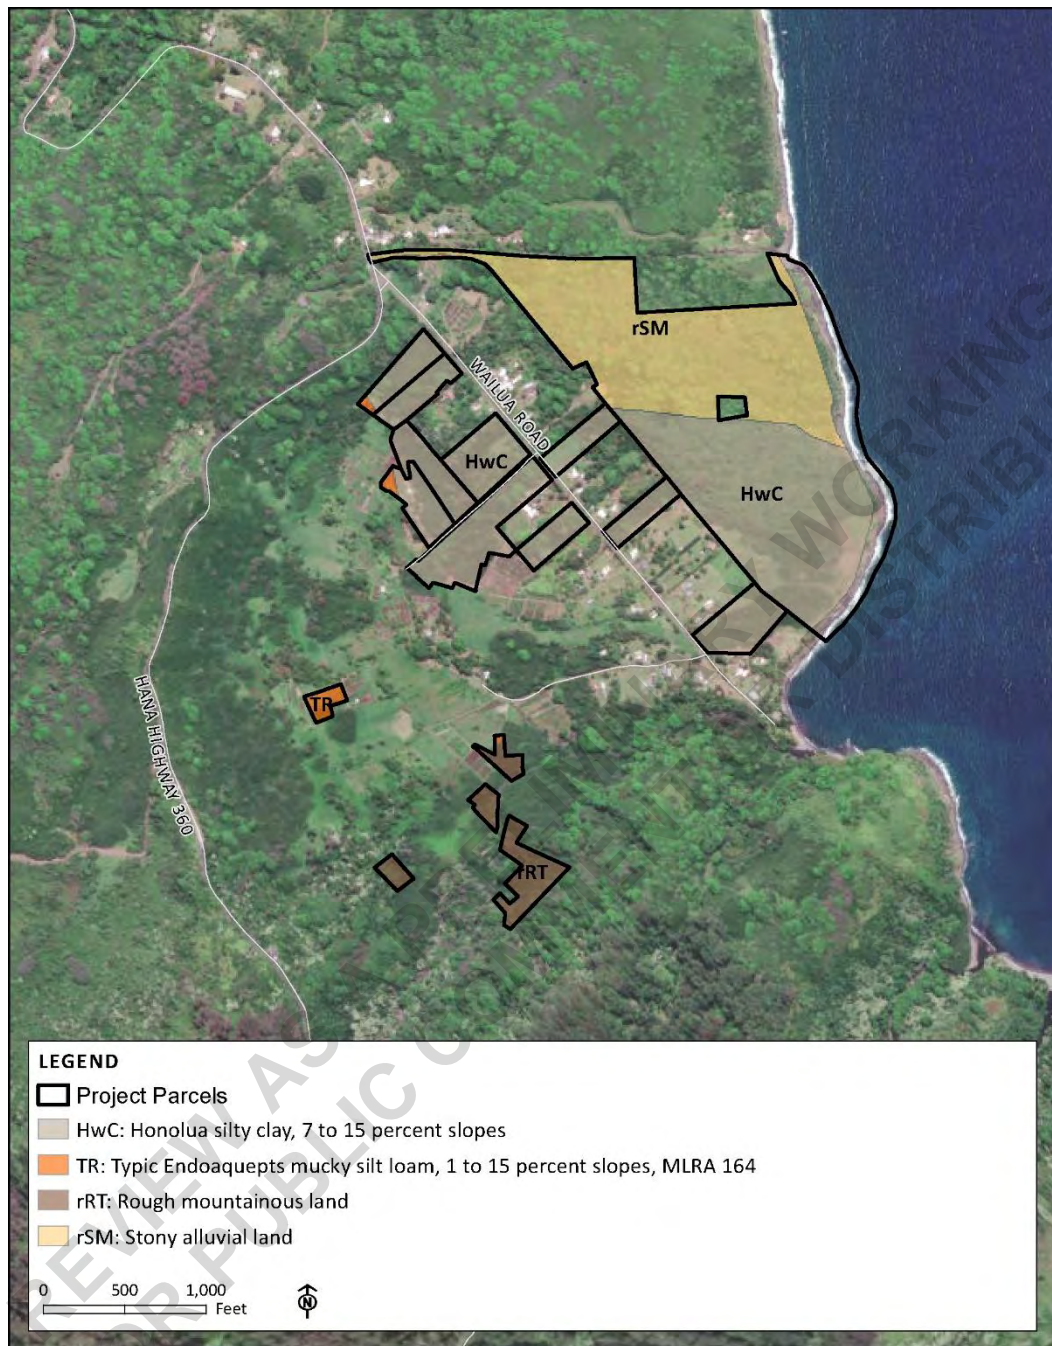 rSM
WAILUA ROAD
HwC
HwC
TR
HANA HIGHWAY 360
rRT
LEGEND
Project Parcels
HwC: Honolua silty clay, 7 to 15 percent slopes
TR: Typic Endoaquepts mucky silt loam, 1 to 15 percent slopes, MLRA 164
rRT: Rough mountainous land
rSM: Stony alluvial land
0 500 1,000
Feet
N